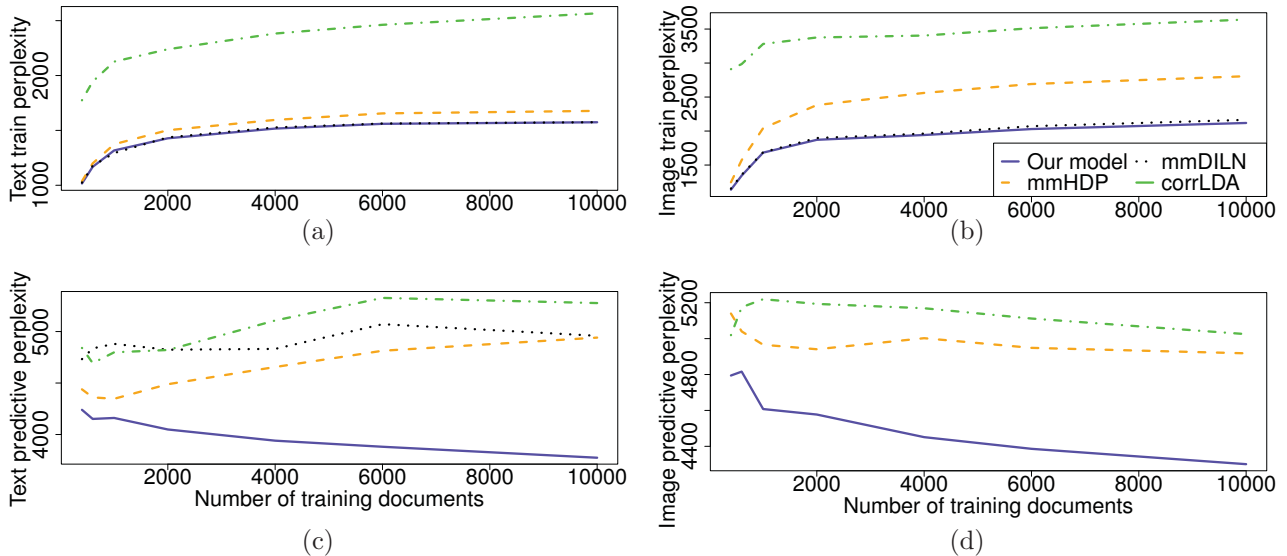 Text train perplexity
1000 2000
2000 4000 6000 8000 10000
(a)
Image train perplexity
1500 2500 3500
Our model mmDILN
mmHDP corrLDA
2000 4000 6000 8000 10000
(b)
Text predictive perplexity
4000 5000
2000 4000 6000 8000 10000
Number of training documents
(c)
Image predictive perplexity
4400 4800 5200
2000 4000 6000 8000 10000
Number of training documents
(d)